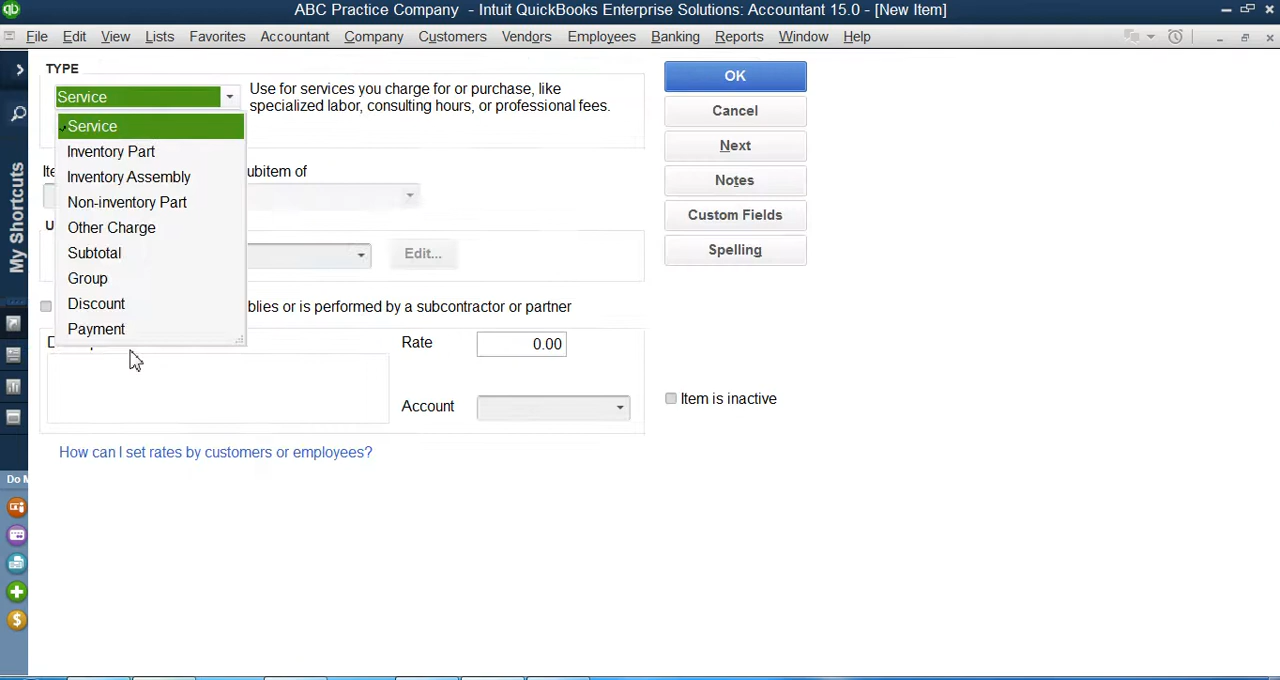 ABC Practice Company - Intuit QuickBooks Enterprise Solutions: Accountant 15.0 - [New Item]
File Edit View Lists Favorites Accountant Company Customers Vendors Employees Banking Reports Window Help
My Shortcuts
TYPE
Service
Use for services you charge for or purchase, like
specialized labor, consulting hours, or professional fees.
Service
Inventory Part
Inventory Assembly
Non-inventory Part
Other Charge
Subtotal
Group
Discount
Payment
ubitem of
Edit...
blies or is performed by a subcontractor or partner
Rate 0.00
Account
How can I set rates by customers or employees?
OK
Cancel
Next
Notes
Custom Fields
Spelling
Item is inactive